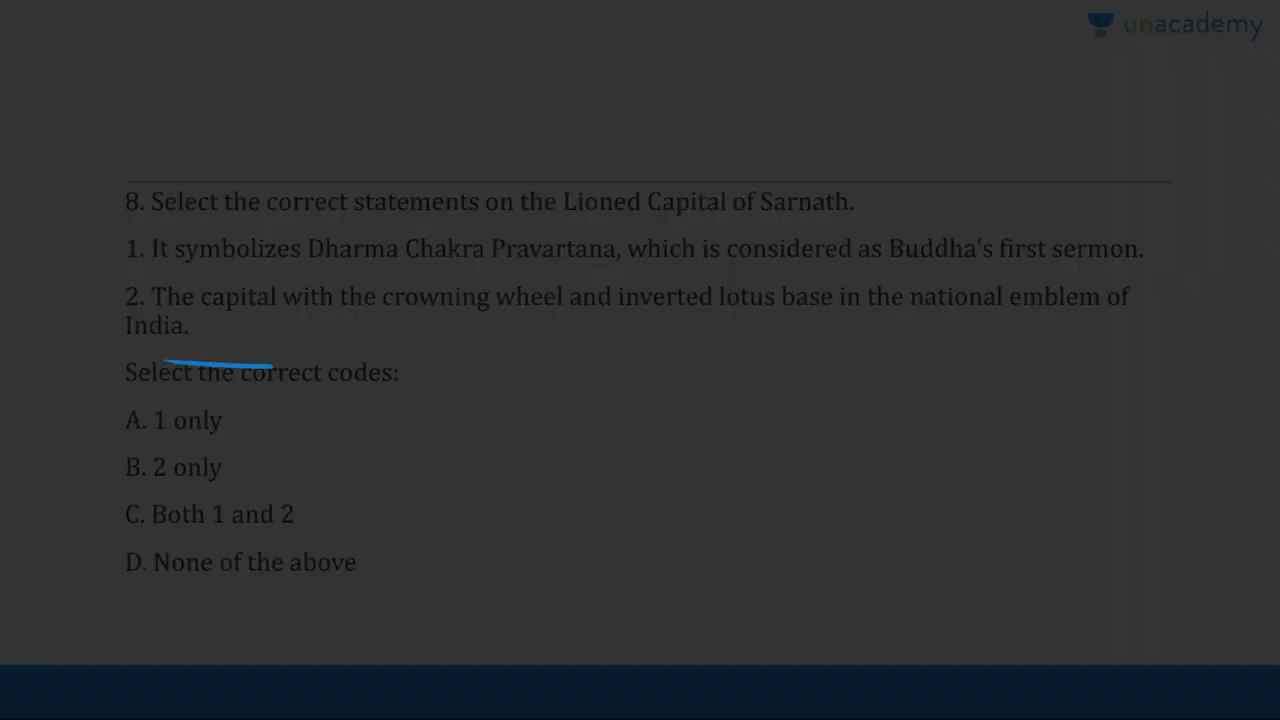 unacademy
8. Select the correct statements on the Lioned Capital of Sarnath.
1. It symbolizes Dharma Chakra Pravartana, which is considered as Buddha's first sermon.
2. The capital with the crowning wheel and inverted lotus base in the national emblem of
India.
Select the correct codes:
A. 1 only
B. 2 only
C. Both 1 and 2
D. None of the above